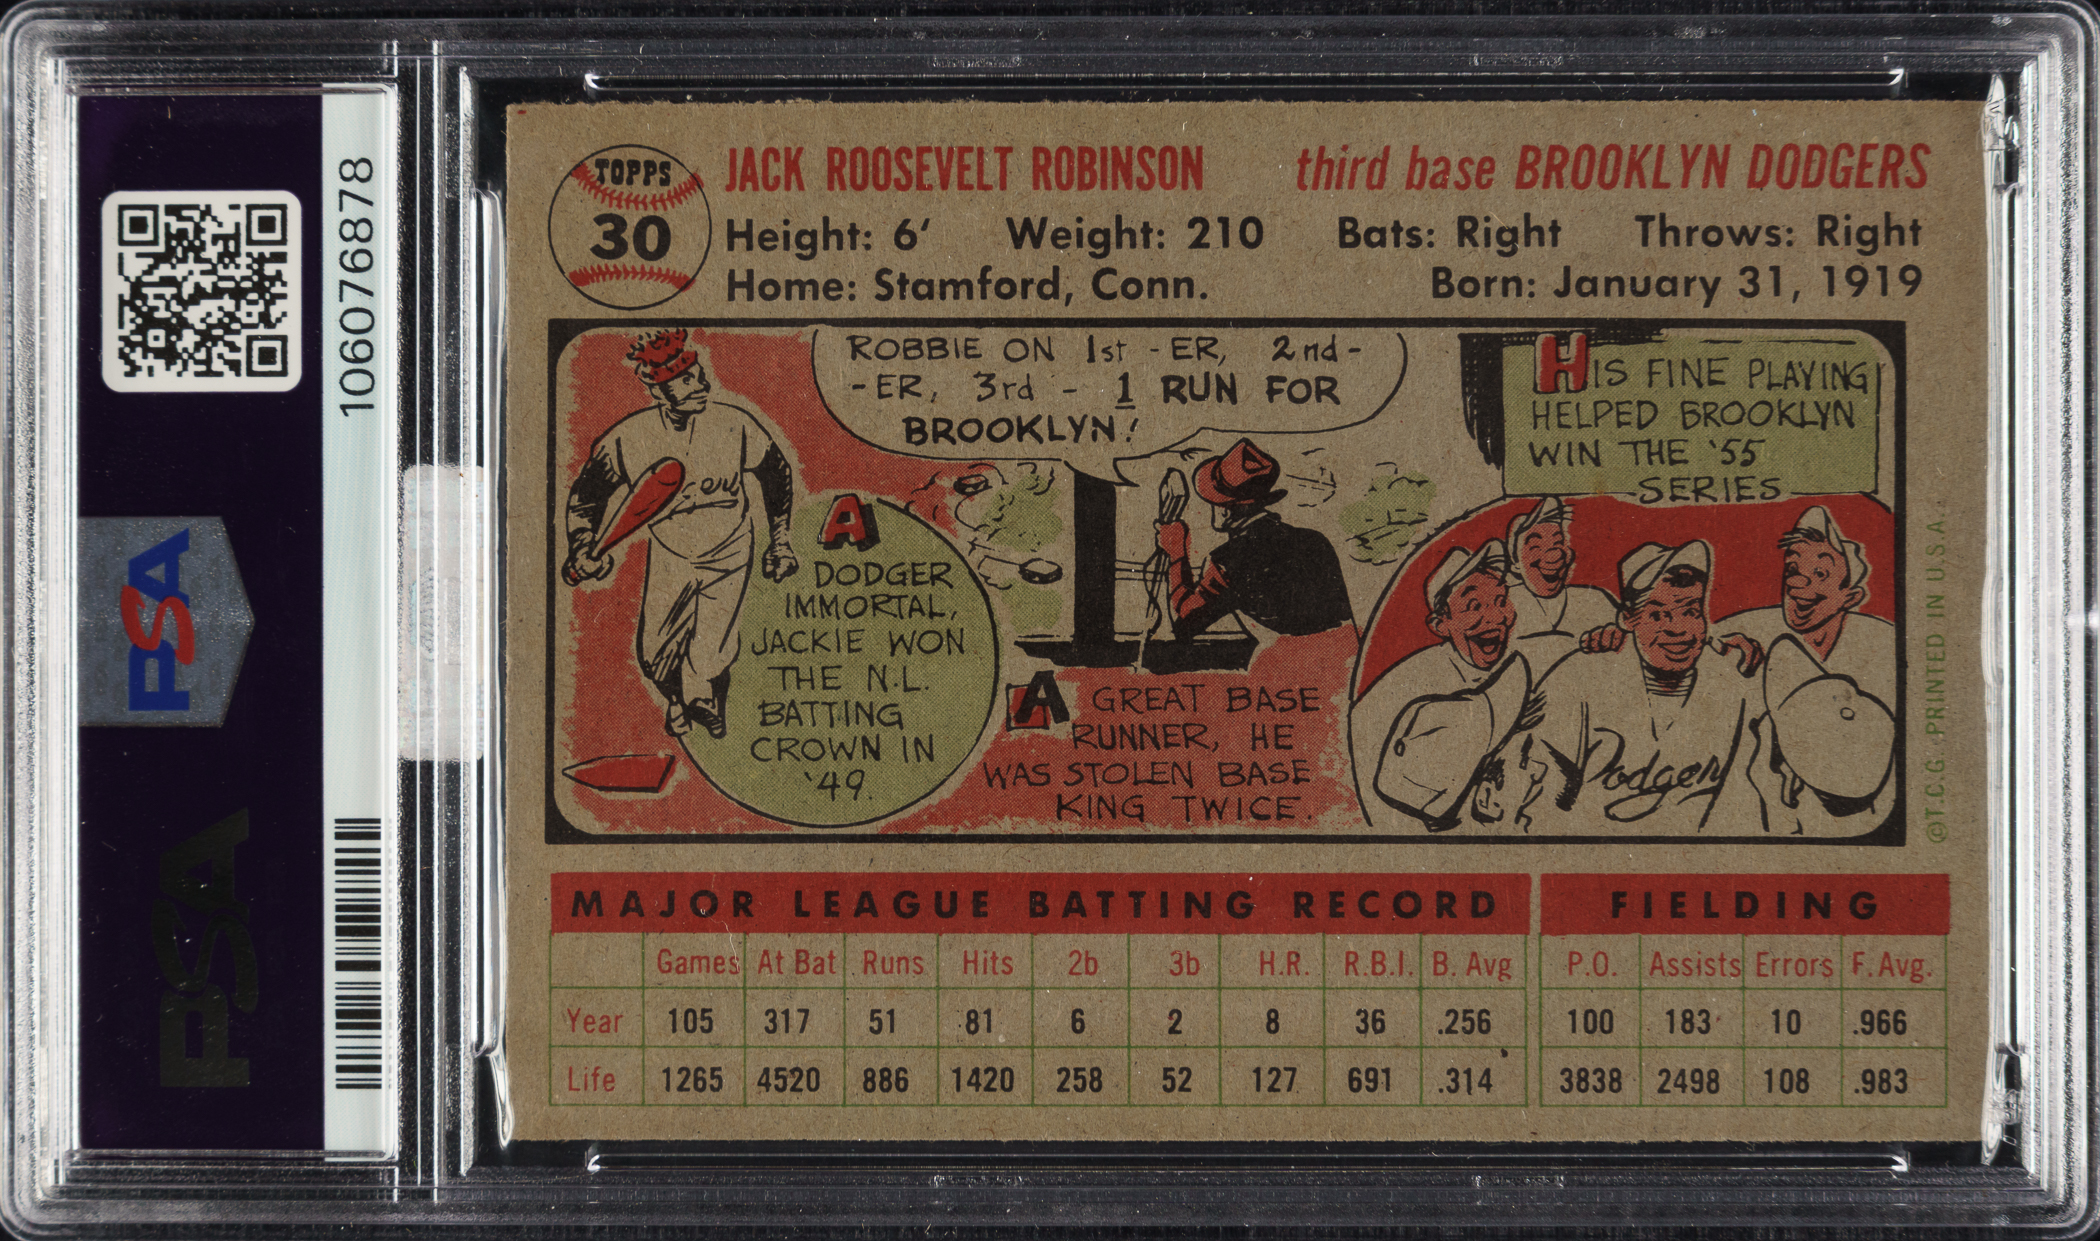 106076878
PSA
PSA
TOPPS
30
JACK ROOSEVELT ROBINSON third base BROOKLYN DODGERS
Height: 6' Weight: 210 Bats: Right Throws: Right
Home: Stamford, Conn. Born: January 31, 1919
ROBBIE ON 1st - ER, 2nd -
- ER, 3rd - 1 RUN FOR
BROOKLYN!
HIS FINE PLAYING
HELPED BROOKLYN
WIN THE '55
SERIES
A
DODGER
IMMORTAL,
JACKIE WON
THE N.L.
BATTING
CROWN IN
'49.
A GREAT BASE
RUNNER, HE
WAS STOLEN BASE
KING TWICE.
Dodgers
©T.C.G. PRINTED IN U.S.A.
MAJOR LEAGUE BATTING RECORD FIELDING
Games At Bat Runs Hits 2b 3b H.R. R.B.I. B. Avg P.O. Assists Errors F. Avg.
Year 105 317 51 81 6 2 8 36 .256 100 183 10 .966
Life 1265 4520 886 1420 258 52 127 691 .314 3838 2498 108 .983